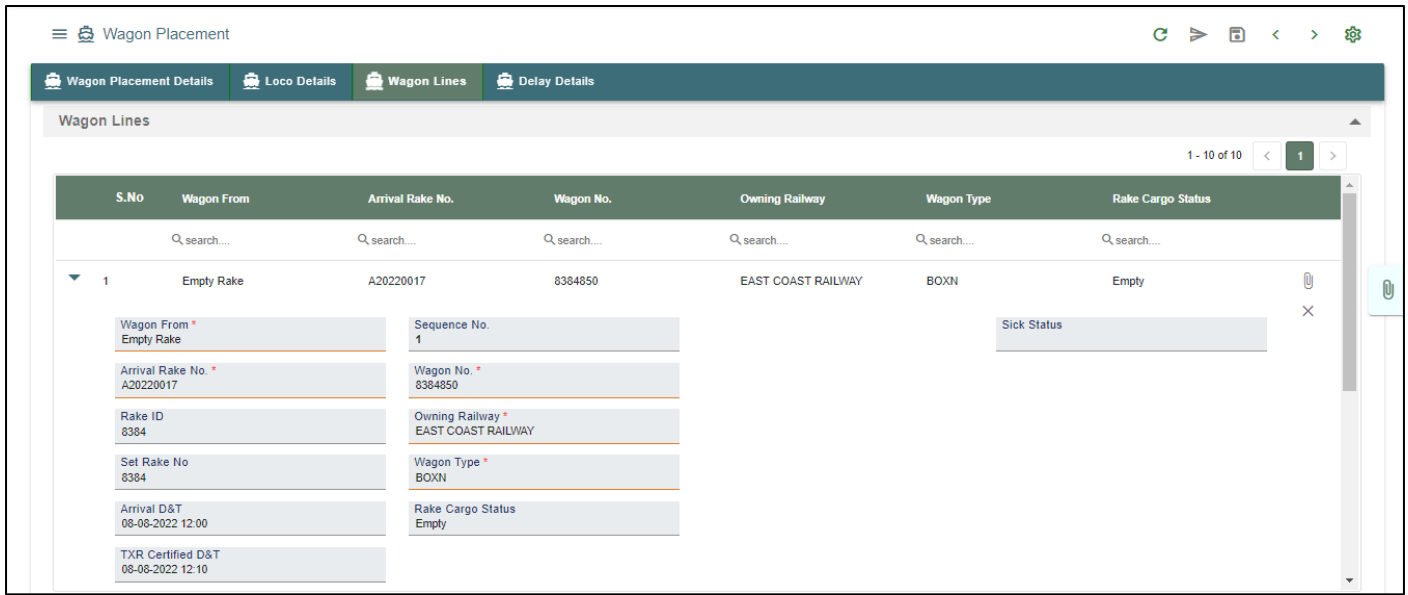 Wagon Placement
Wagon Placement Details Loco Details Wagon Lines Delay Details
Wagon Lines
1 - 10 of 10 < 1 >
S.No Wagon From Arrival Rake No. Wagon No. Owning Railway Wagon Type Rake Cargo Status
search.... search.... search.... search.... search.... search....
1 Empty Rake A20220017 8384850 EAST COAST RAILWAY BOXN Empty
Wagon From * Sequence No. Sick Status
Empty Rake 1
Arrival Rake No. * Wagon No. *
A20220017 8384850
Rake ID Owning Railway *
8384 EAST COAST RAILWAY
Set Rake No Wagon Type *
8384 BOXN
Arrival D&T Rake Cargo Status
08-08-2022 12:00 Empty
TXR Certified D&T
08-08-2022 12:10